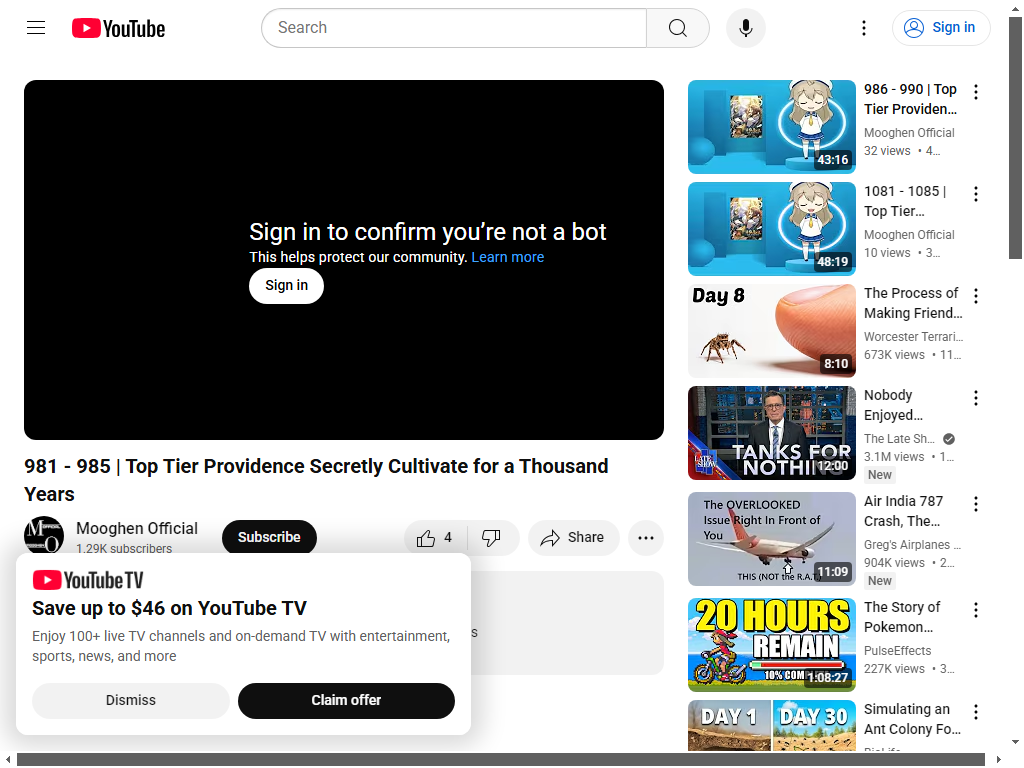 YouTube
Search
Sign in
Sign in to confirm you’re not a bot
This helps protect our community. Learn more
Sign in
981 - 985 | Top Tier Providence Secretly Cultivate for a Thousand
Years
Mooghen Official
1.29K subscribers
Subscribe
4
Share
YouTube TV
Save up to $46 on YouTube TV
Enjoy 100+ live TV channels and on-demand TV with entertainment,
sports, news, and more
Dismiss
Claim offer
43:16
986 - 990 | Top
Tier Providen…
Mooghen Official
32 views • 4…
48:19
1081 - 1085 |
Top Tier…
Mooghen Official
10 views • 3…
Day 8
8:10
The Process of
Making Friend…
Worcester Terrari…
673K views • 11…
LATE SHOW
TANKS FOR
NOTHING
12:00
Nobody
Enjoyed…
The Late Sh…
3.1M views • 1…
New
The OVERLOOKED
Issue Right In Front of
You
THIS (NOT the R.A.T.)
11:09
Air India 787
Crash, The…
Greg's Airplanes …
904K views • 2…
New
20 HOURS
REMAIN
10% COM
1:08:27
The Story of
Pokemon…
PulseEffects
227K views • 3…
DAY 1
DAY 30
Simulating an
Ant Colony Fo…